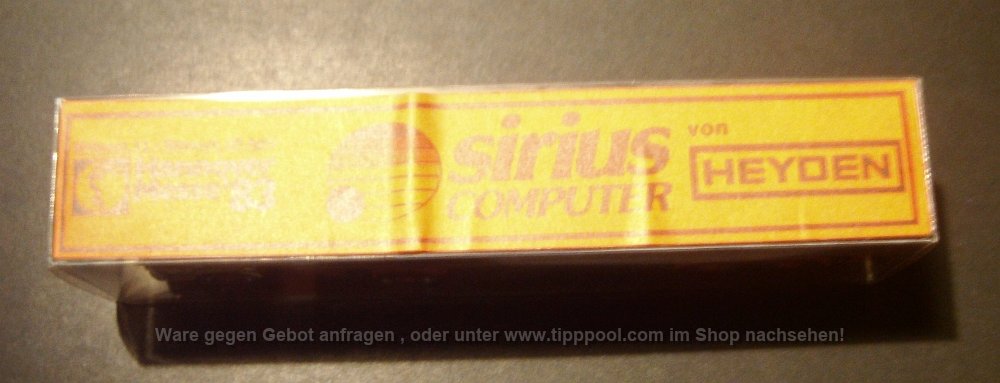 sirius
COMPUTER
von
HEYDEN
Ware gegen Gebot anfragen , oder unter www.tipppool.com im Shop nachsehen!